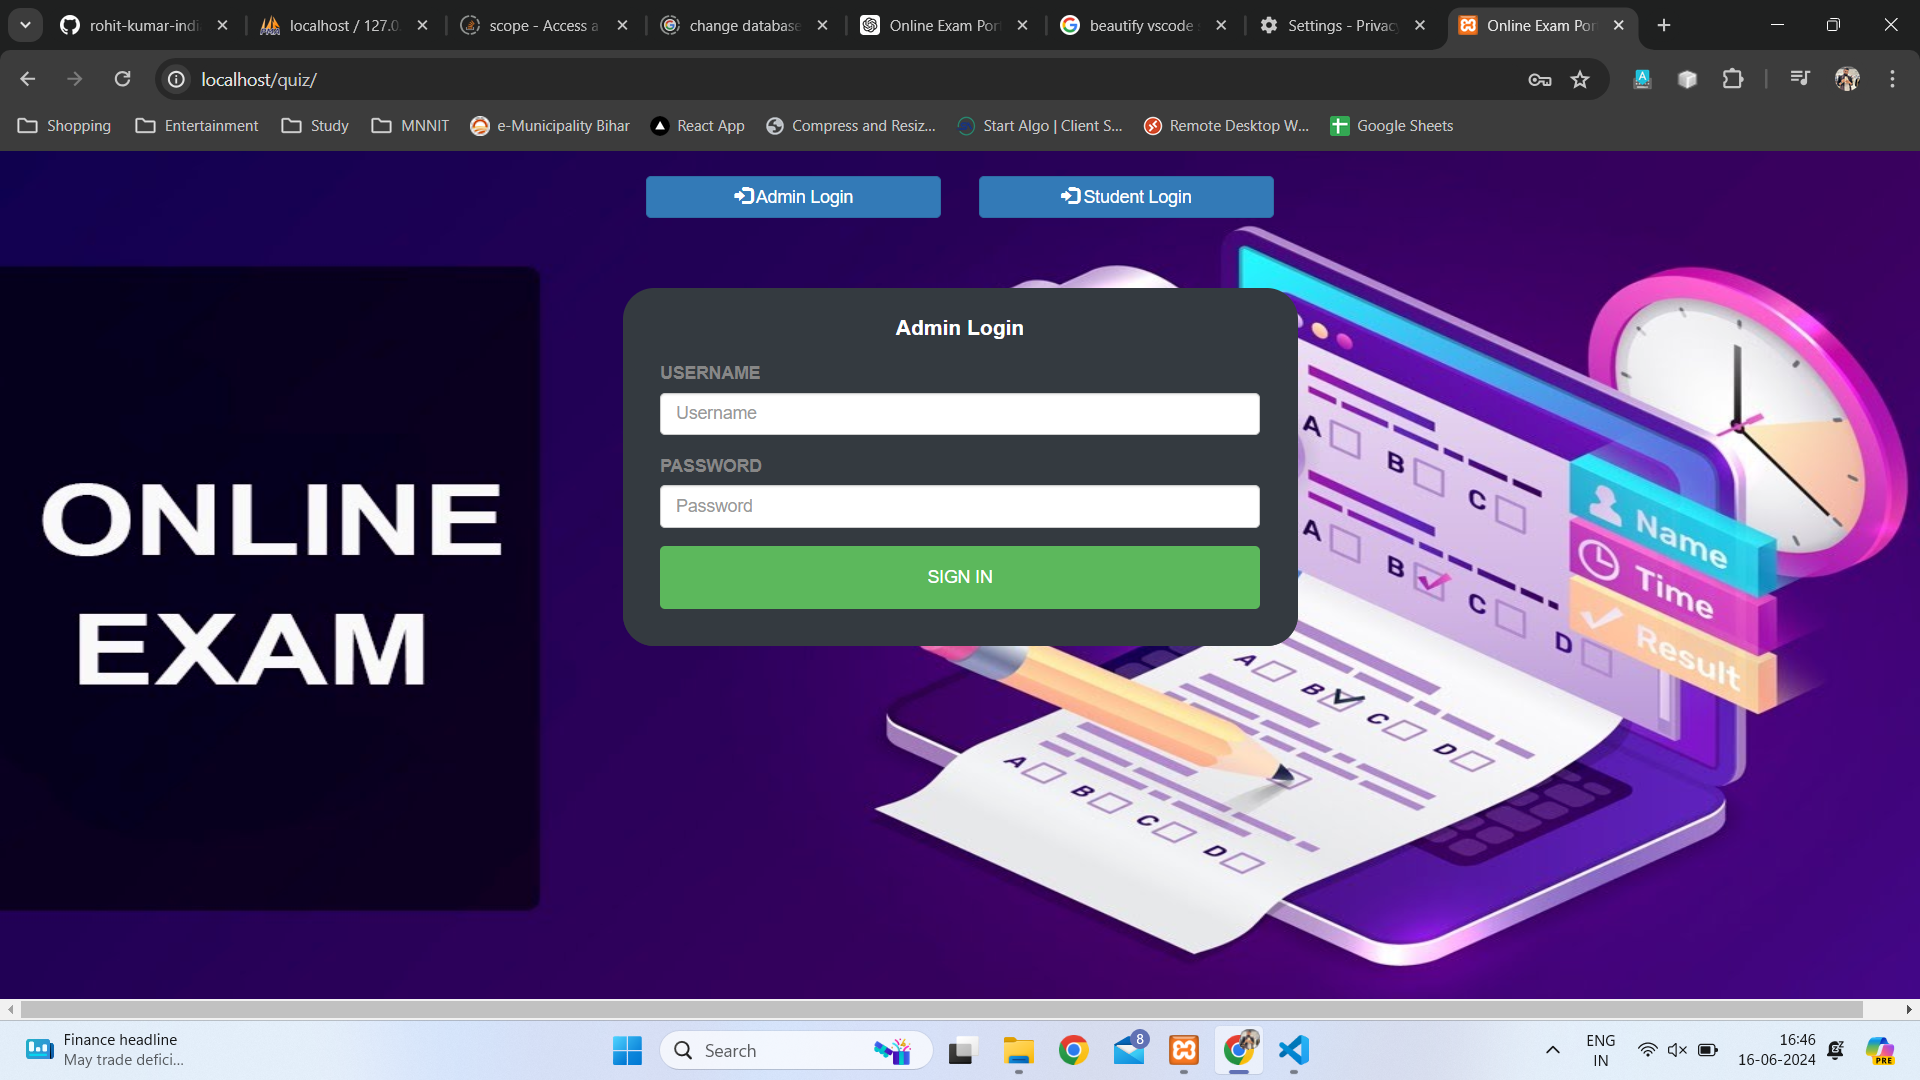 rohit-kumar-indi
localhost / 127.0.
scope - Access a
change database
Online Exam Por
beautify vscode
Settings - Privac
Online Exam Por
localhost/quiz/
Shopping
Entertainment
Study
MNNIT
e-Municipality Bihar
React App
Compress and Resiz...
Start Algo | Client S...
Remote Desktop W...
Google Sheets
Admin Login
Student Login
Admin Login
USERNAME
Username
PASSWORD
Password
SIGN IN
ONLINE
EXAM
A
B
C
A
B
C
D
Name
Time
Result
A
B
C
D
A
B
C
D
Finance headline
May trade defici...
Search
8
ENG
IN
16:46
16-06-2024
PRE